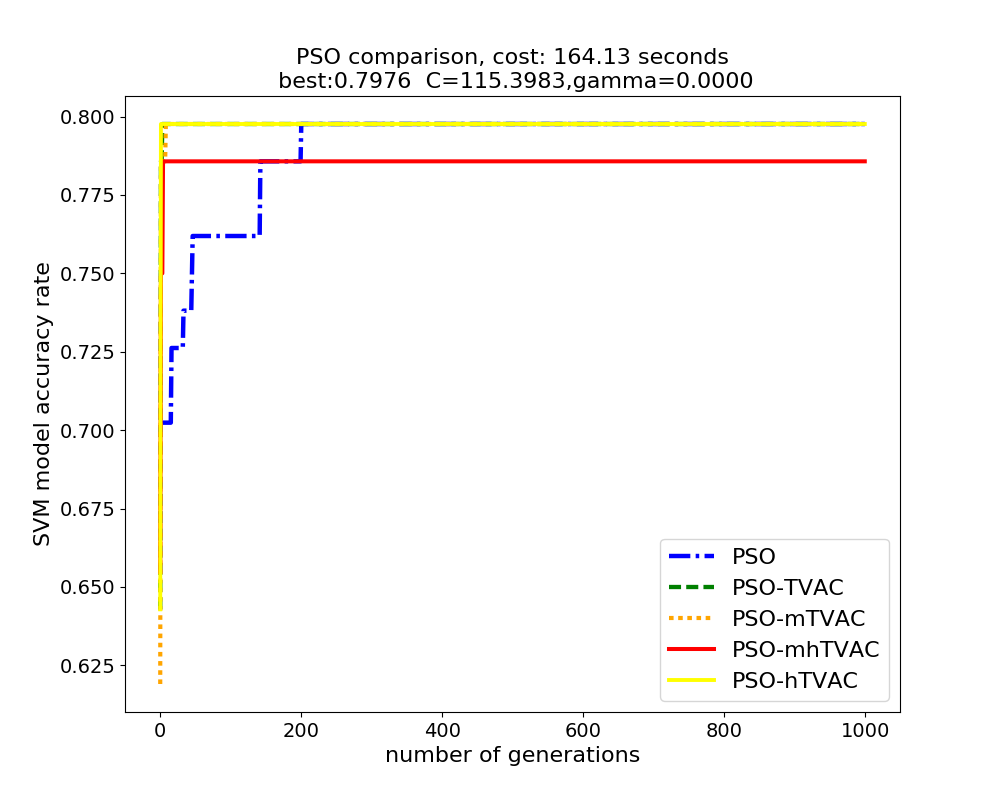 PSO comparison, cost: 164.13 seconds
best:0.7976  C=115.3983,gamma=0.0000
0.800
0.775
0.750
0.725
0.700
0.675
0.650
0.625
SVM model accuracy rate
PSO
PSO-TVAC
PSO-mTVAC
PSO-mhTVAC
PSO-hTVAC
0 200 400 600 800 1000
number of generations